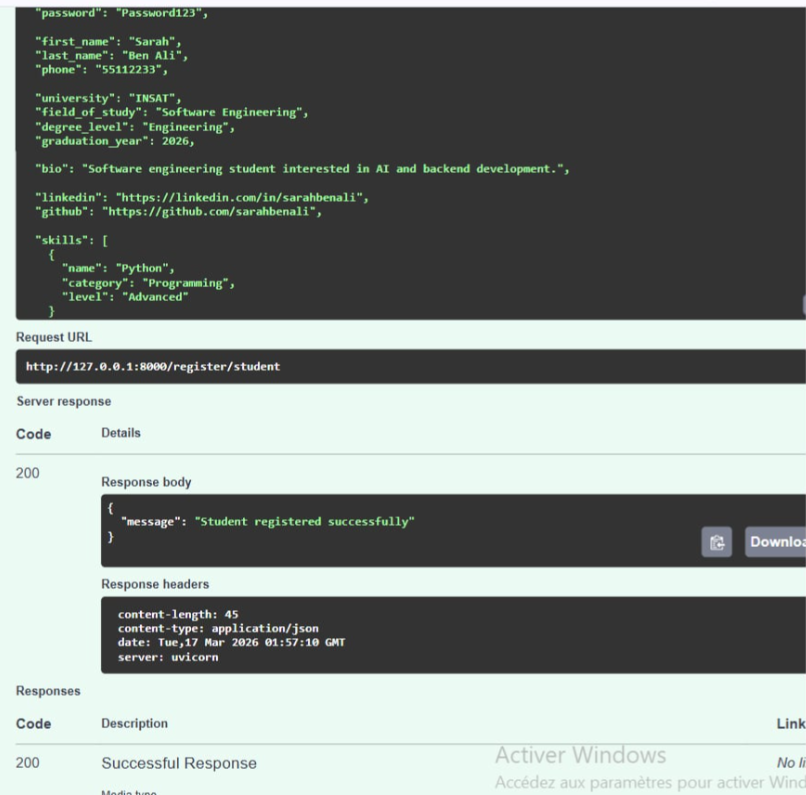 "password": "Password123",
"first_name": "Sarah",
"last_name": "Ben Ali",
"phone": "55112233",
"university": "INSAT",
"field_of_study": "Software Engineering",
"degree_level": "Engineering",
"graduation_year": 2026,
"bio": "Software engineering student interested in AI and backend development.",
"linkedin": "https://linkedin.com/in/sarahbenali",
"github": "https://github.com/sarahbenali",
"skills": [
{
"name": "Python",
"category": "Programming",
"level": "Advanced"
}
Request URL
http://127.0.0.1:8000/register/student
Server response
Code Details
200
Response body
{
"message": "Student registered successfully"
}
Downloa
Response headers
content-length: 45
content-type: application/json
date: Tue,17 Mar 2026 01:57:10 GMT
server: uvicorn
Responses
Code Description Link
200 Successful Response No li
Activer Windows
Accédez aux paramètres pour activer Wind
Media type